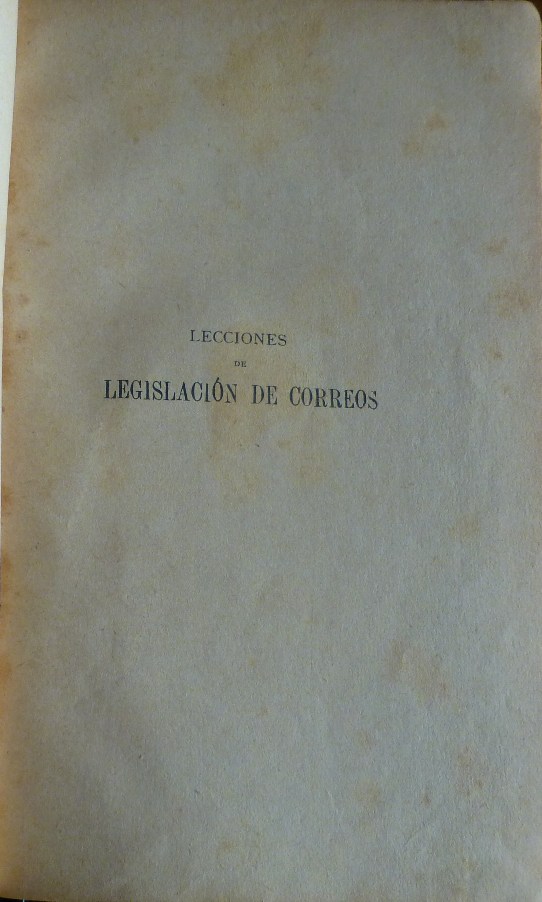 LECCIONES
DE
LEGISLACIÓN DE CORREOS